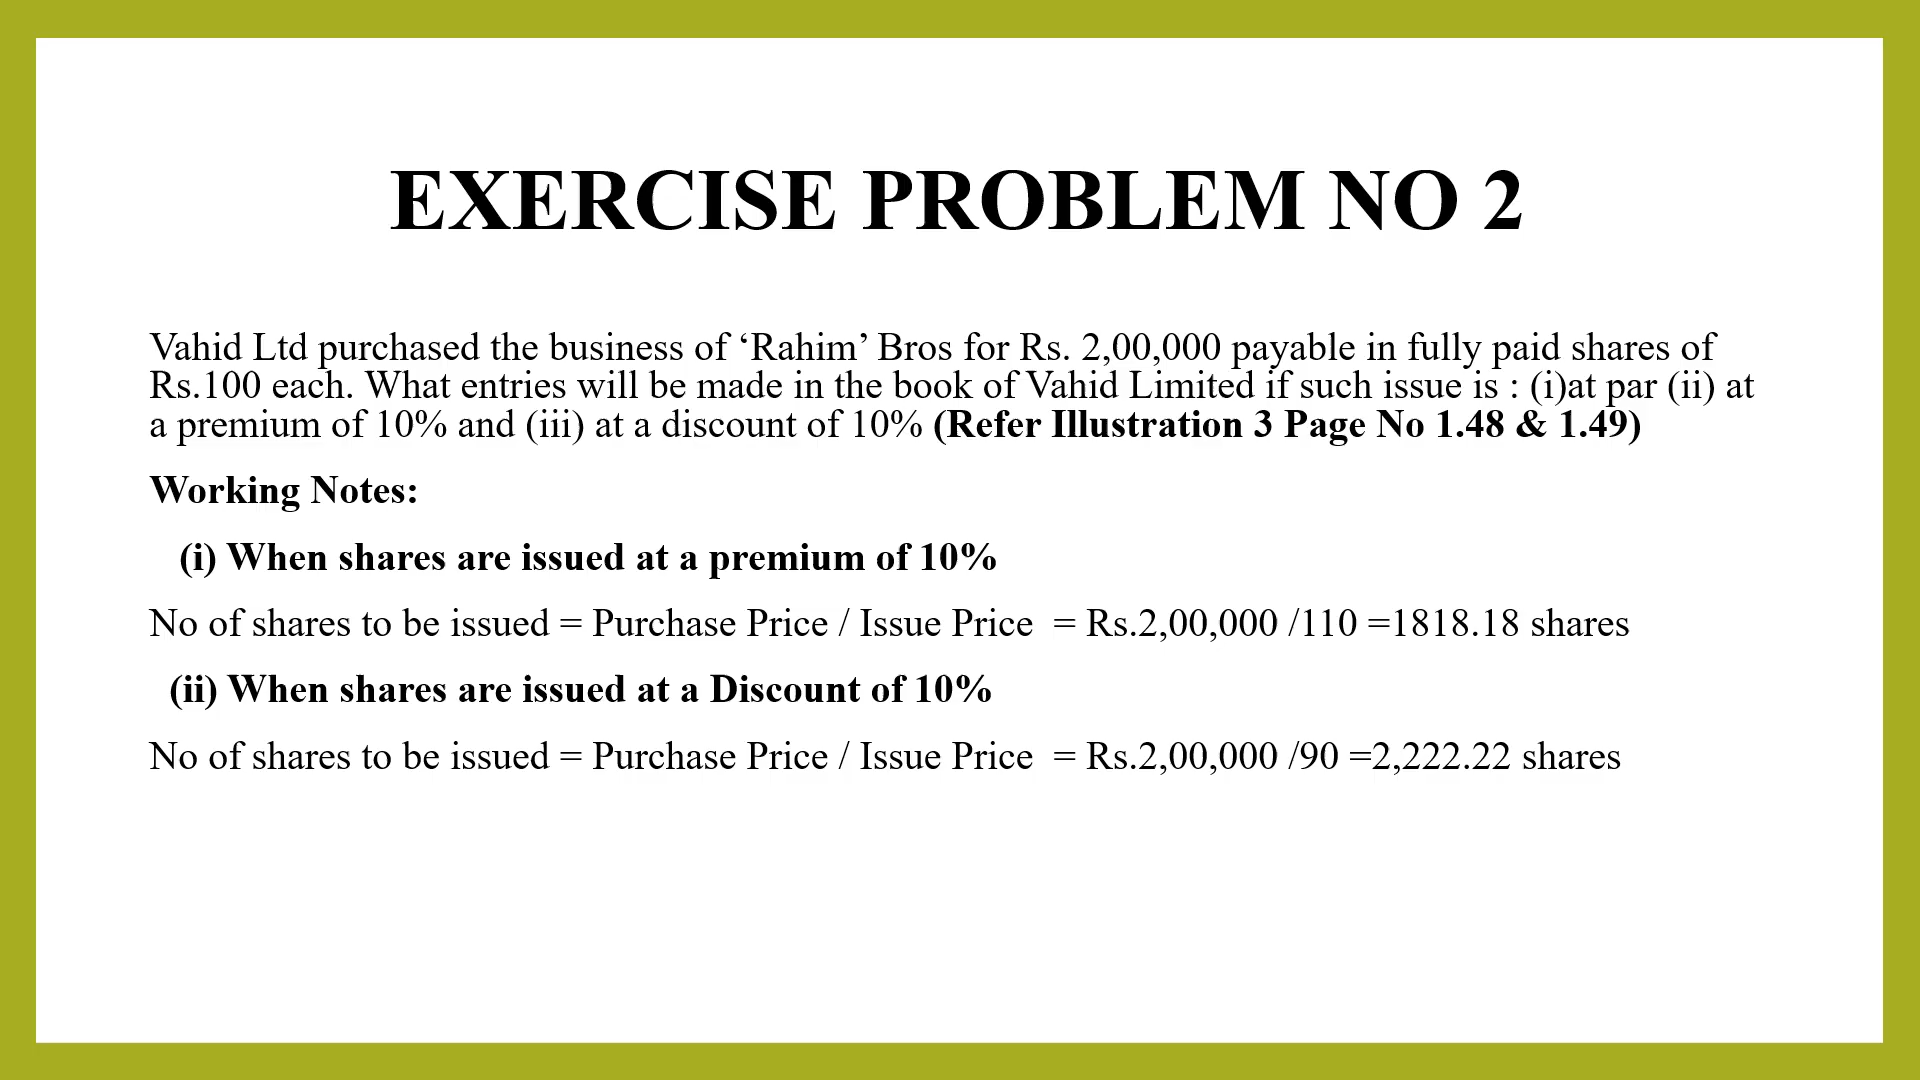 EXERCISE PROBLEM NO 2
Vahid Ltd purchased the business of ‘Rahim’ Bros for Rs. 2,00,000 payable in fully paid shares of
Rs.100 each. What entries will be made in the book of Vahid Limited if such issue is : (i)at par (ii) at
a premium of 10% and (iii) at a discount of 10% (Refer Illustration 3 Page No 1.48 & 1.49)
Working Notes:
(i) When shares are issued at a premium of 10%
No of shares to be issued = Purchase Price / Issue Price  = Rs.2,00,000 /110 =1818.18 shares
(ii) When shares are issued at a Discount of 10%
No of shares to be issued = Purchase Price / Issue Price  = Rs.2,00,000 /90 =2,222.22 shares